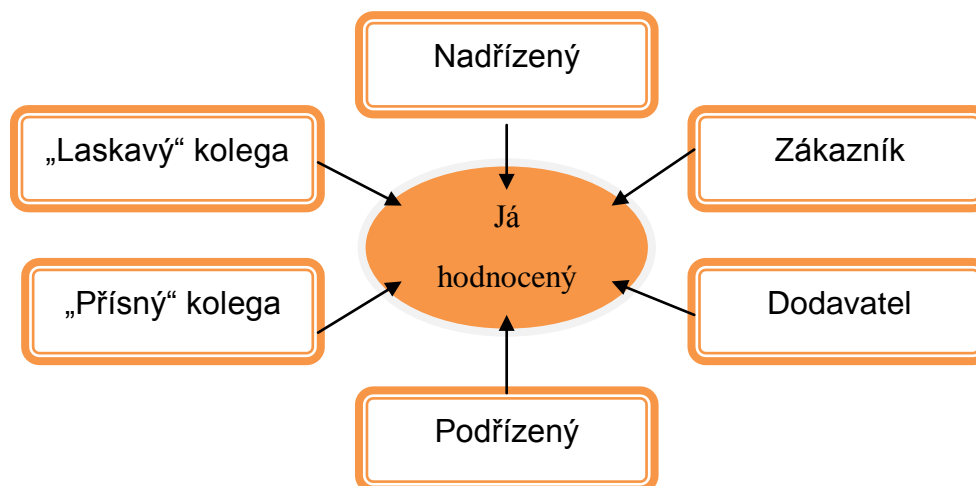 Nadřízený
„Laskavý“ kolega
Zákazník
Já
hodnocený
„Přísný“ kolega
Dodavatel
Podřízený